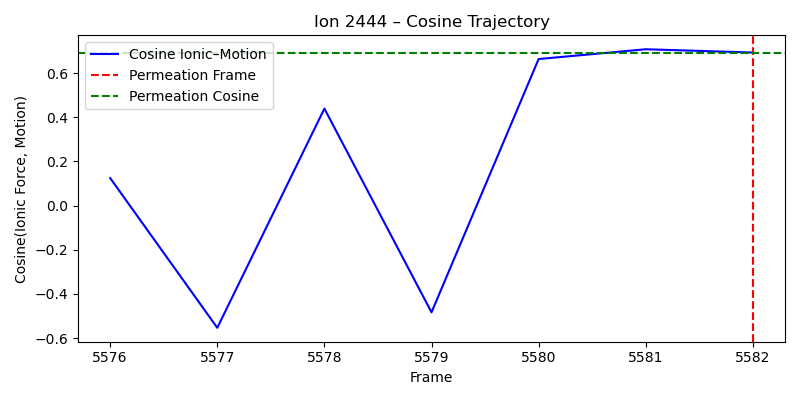 Ion 2444 – Cosine Trajectory
Cosine Ionic–Motion
Permeation Frame
Permeation Cosine
Cosine(Ionic Force, Motion)
0.6
0.4
0.2
0.0
−0.2
−0.4
−0.6
5576 5577 5578 5579 5580 5581 5582
Frame